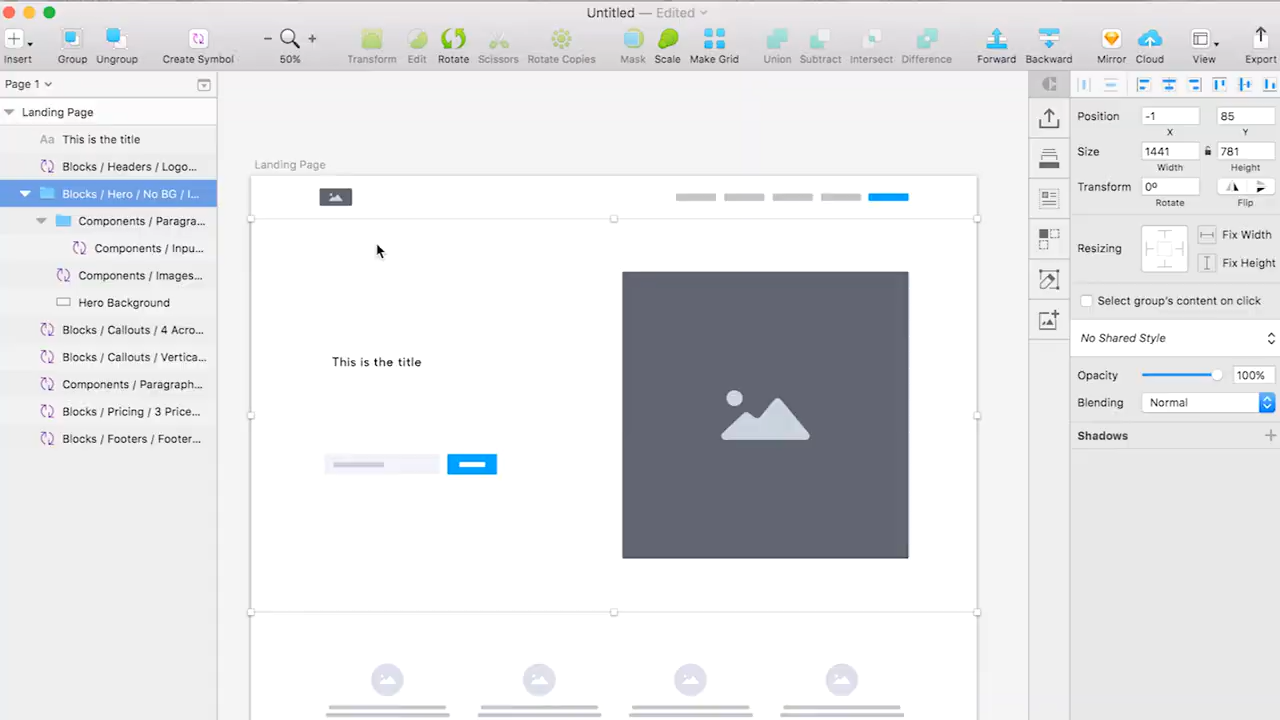 Untitled — Edited
Insert
Group
Ungroup
Create Symbol
50%
Transform
Edit
Rotate
Scissors
Rotate Copies
Mask
Scale
Make Grid
Union
Subtract
Intersect
Difference
Forward
Backward
Mirror
Cloud
View
Export
Page 1
Landing Page
Aa This is the title
Blocks / Headers / Logo...
Blocks / Hero / No BG / I...
Components / Paragra...
Components / Inpu...
Components / Images...
Hero Background
Blocks / Callouts / 4 Acro...
Blocks / Callouts / Vertica...
Components / Paragraph...
Blocks / Pricing / 3 Price...
Blocks / Footers / Footer...
Landing Page
This is the title
Position -1 85
X Y
Size 1441 781
Width Height
Transform 0º
Rotate Flip
Resizing Fix Width
Fix Height
Select group's content on click
No Shared Style
Opacity 100%
Blending Normal
Shadows